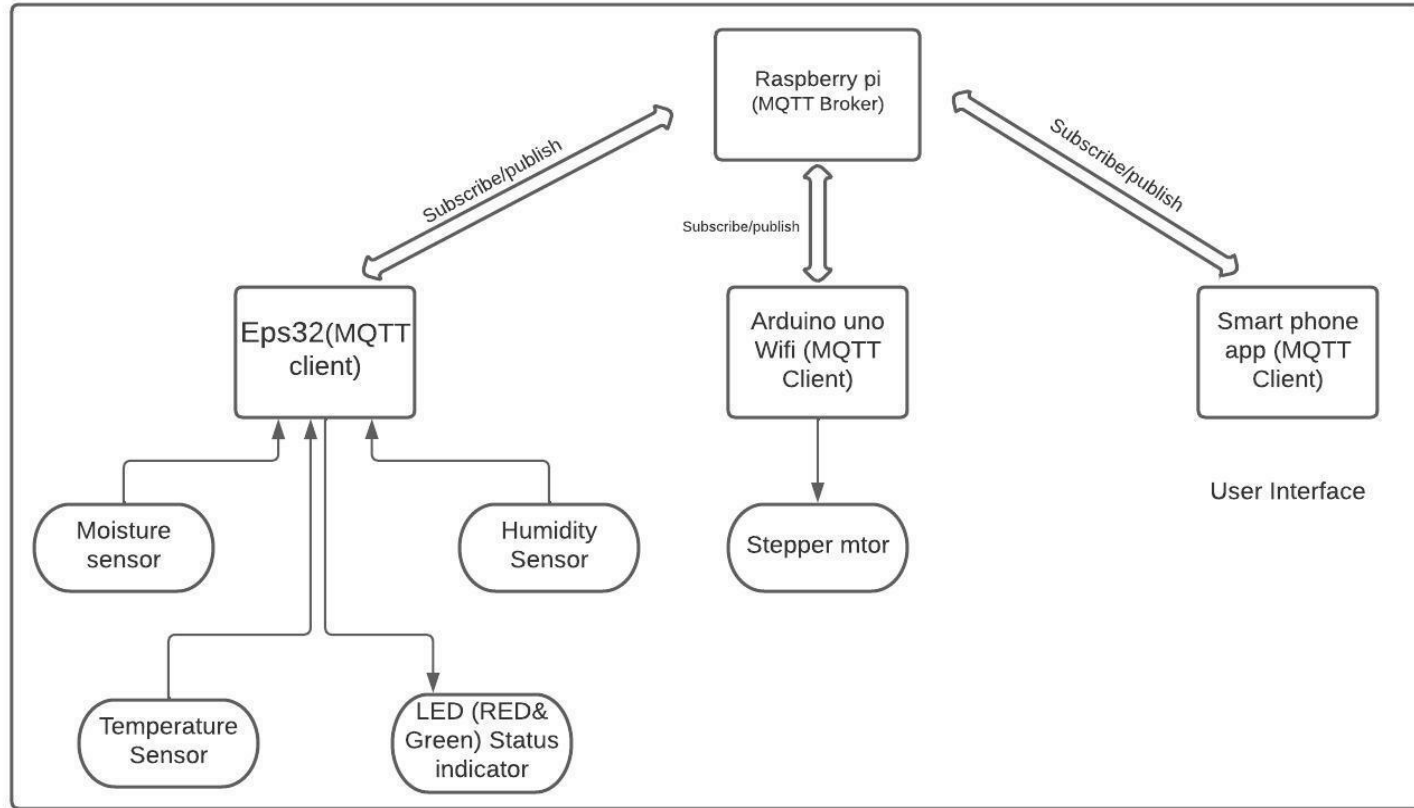 Raspberry pi
(MQTT Broker)
Subscribe/publish
Subscribe/publish
Subscribe/publish
Eps32(MQTT
client)
Arduino uno
Wifi (MQTT
Client)
Smart phone
app (MQTT
Client)
User Interface
Moisture
sensor
Humidity
Sensor
Stepper mtor
Temperature
Sensor
LED (RED&
Green) Status
indicator